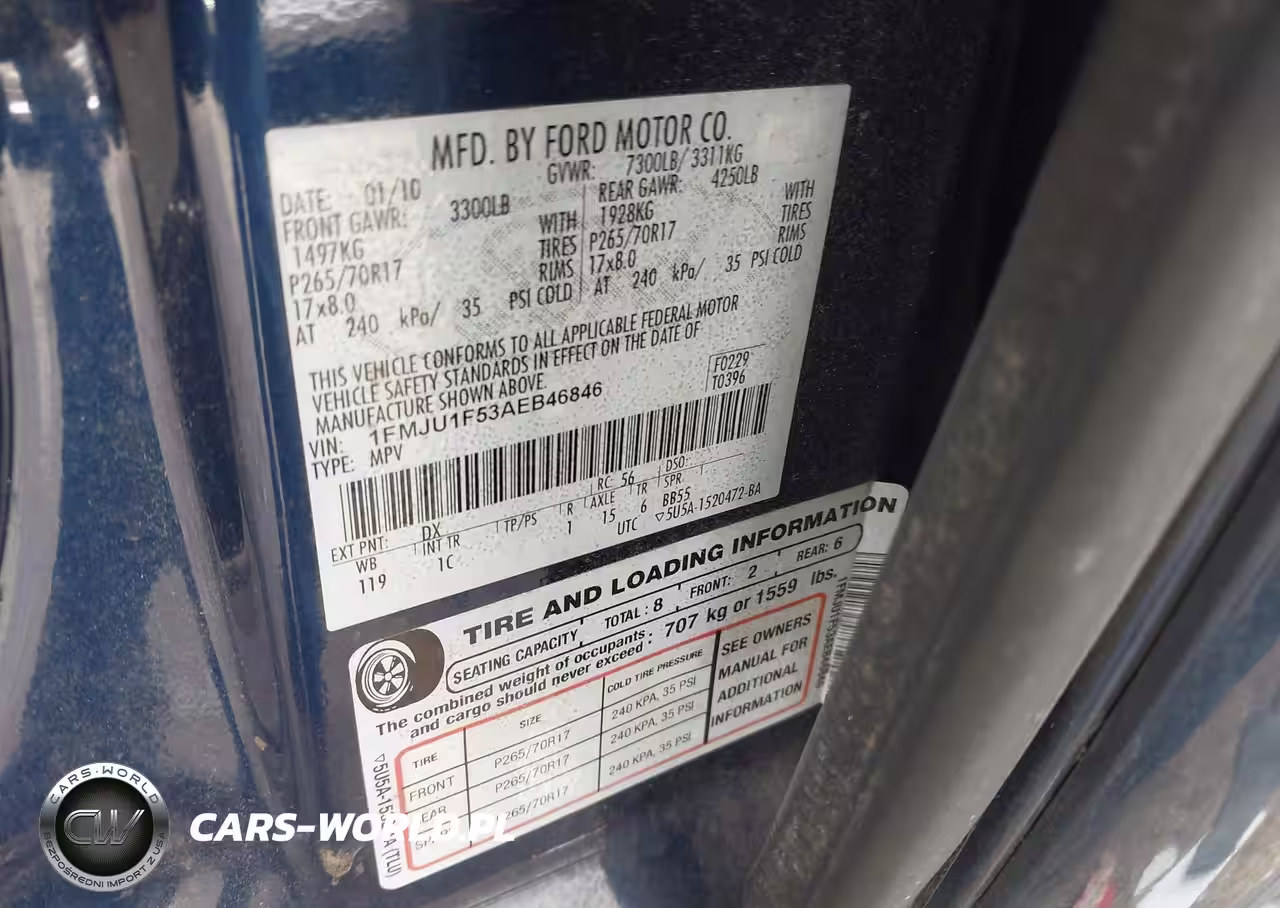 MFD. BY FORD MOTOR CO.
DATE: 01/10 GVWR: 7300LB/ 3311KG
FRONT GAWR: 3300LB REAR GAWR: 4250LB
1497KG WITH 1928KG WITH
P265/70R17 TIRES P265/70R17 TIRES
17x8.0 RIMS 17x8.0 RIMS
AT 240 kPa/ 35 PSI COLD AT 240 kPa/ 35 PSI COLD
THIS VEHICLE CONFORMS TO ALL APPLICABLE FEDERAL MOTOR
VEHICLE SAFETY STANDARDS IN EFFECT ON THE DATE OF
MANUFACTURE SHOWN ABOVE.
F0229
T0396
VIN: 1FMJU1F53AEB46846
TYPE: MPV
RC: 56 DSO:
EXT PNT: DX
WB INT TR TP/PS R AXLE TR SPR
119 1C 1 15 6 BB55
UTC ▽5U5A-1520472-BA
TIRE AND LOADING INFORMATION
SEATING CAPACITY TOTAL: 8 FRONT: 2 REAR: 6
The combined weight of occupants
and cargo should never exceed: 707 kg or 1559 lbs.
TIRE SIZE COLD TIRE PRESSURE
FRONT P265/70R17 240 KPA, 35 PSI
P265/70R17 240 KPA, 35 PSI
240 KPA, 35 PSI
SEE OWNERS
MANUAL FOR
ADDITIONAL
INFORMATION
(TLU)
CARS-WORLD
CW
BEZPOŚREDNI IMPORT Z USA
CARS-WORLD.PL